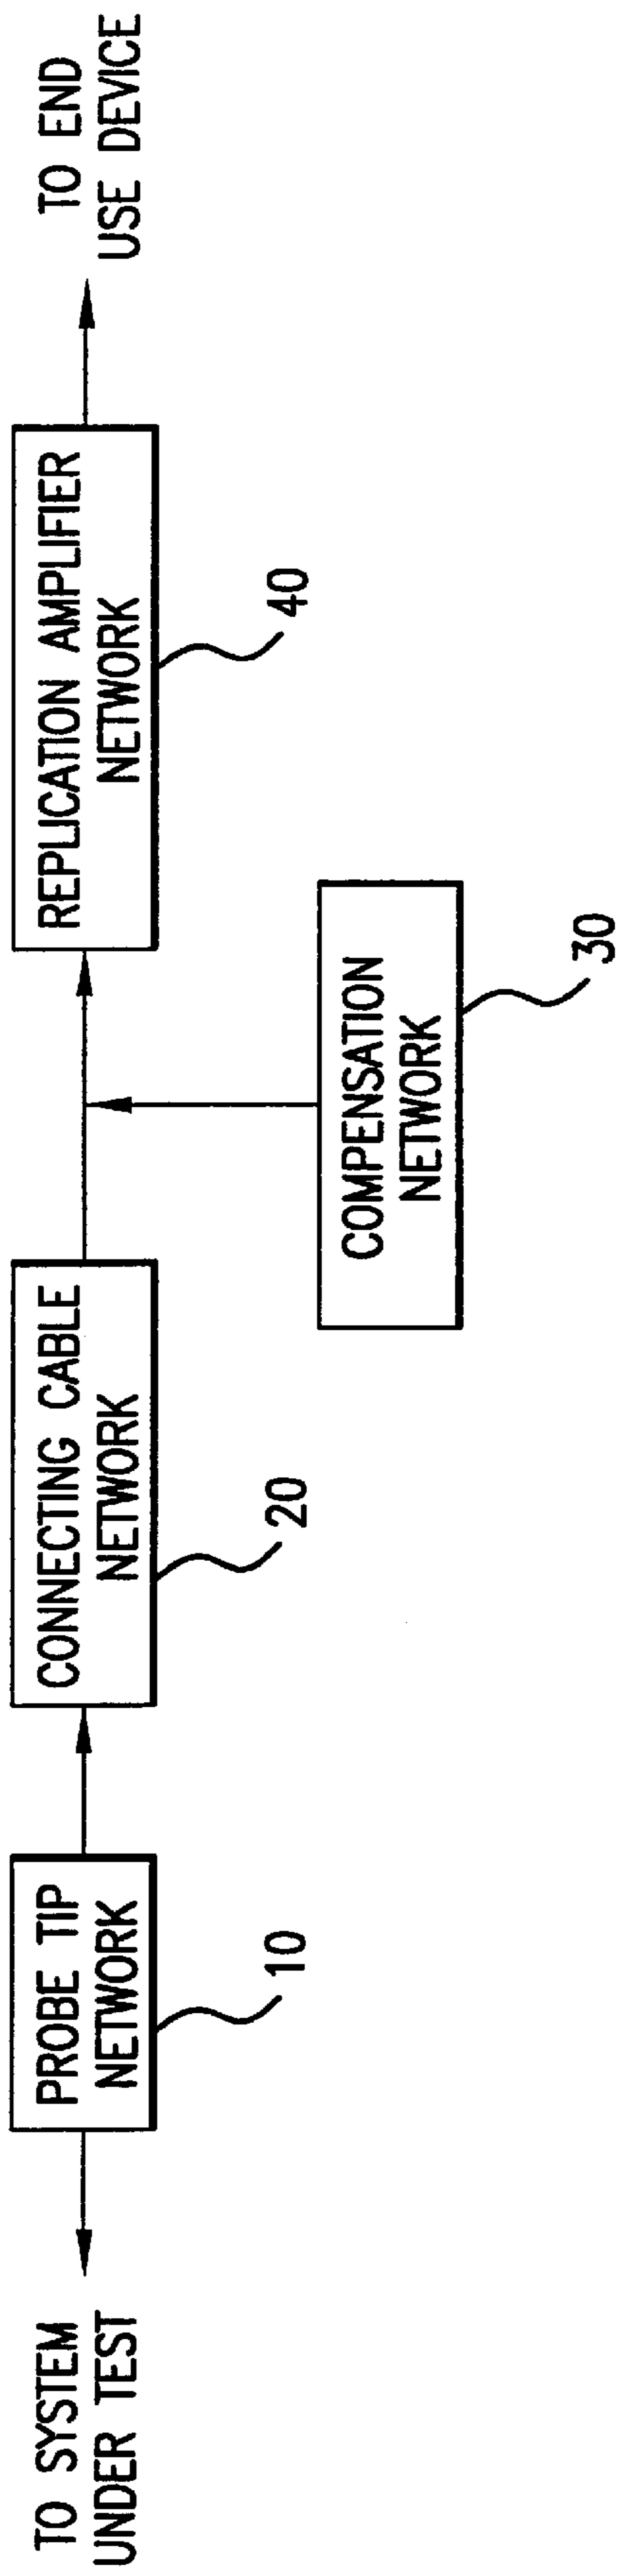 TO SYSTEM
UNDER TEST
PROBE TIP
NETWORK
10
CONNECTING CABLE
NETWORK
20
COMPENSATION
NETWORK
30
REPLICATION AMPLIFIER
NETWORK
40
TO END
USE DEVICE